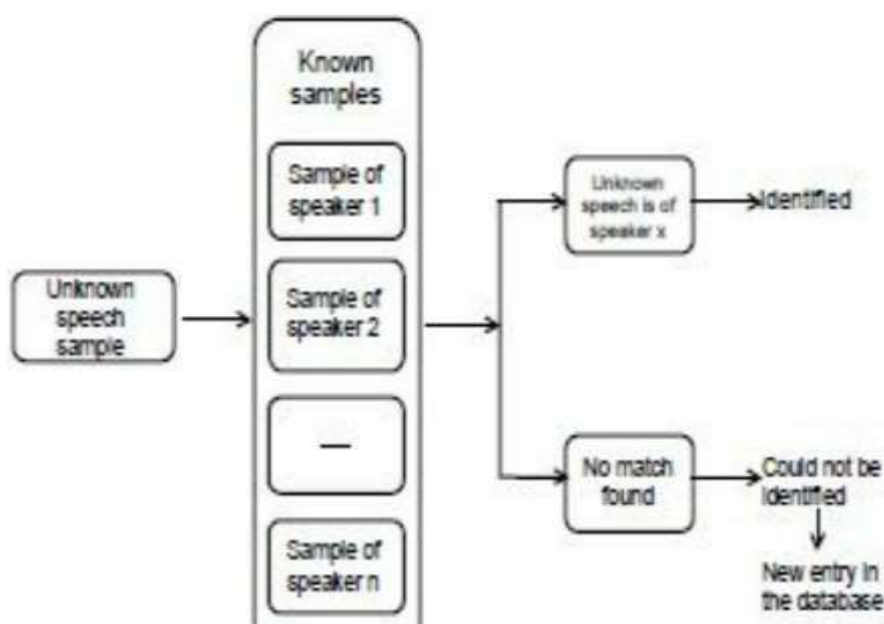 Known
samples
Sample of
speaker 1
Unknown
speech
sample
Sample of
speaker 2
—
Sample of
speaker n
Unknown
speech is of
speaker x
Identified
No match
found
Could not be
Identified
New entry in
the database